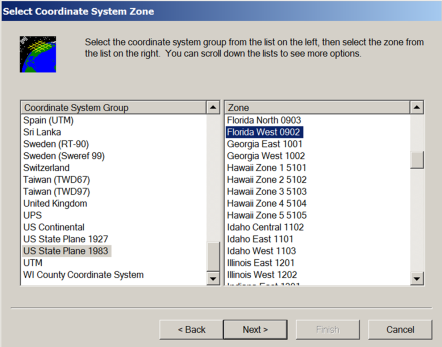 Select Coordinate System Zone
Select the coordinate system group from the list on the left, then select the zone from
the list on the right. You can scroll down the lists to see more options.
Coordinate System Group
Spain (UTM)
Sri Lanka
Sweden (RT-90)
Sweden (Sweref 99)
Switzerland
Taiwan (TWD67)
Taiwan (TWD97)
United Kingdom
UPS
US Continental
US State Plane 1927
US State Plane 1983
UTM
WI County Coordinate System
Zone
Florida North 0903
Florida West 0902
Georgia East 1001
Georgia West 1002
Hawaii Zone 1 5101
Hawaii Zone 2 5102
Hawaii Zone 3 5103
Hawaii Zone 4 5104
Hawaii Zone 5 5105
Idaho Central 1102
Idaho East 1101
Idaho West 1103
Illinois East 1201
Illinois West 1202
Indiana East 1301
< Back
Next >
Finish
Cancel